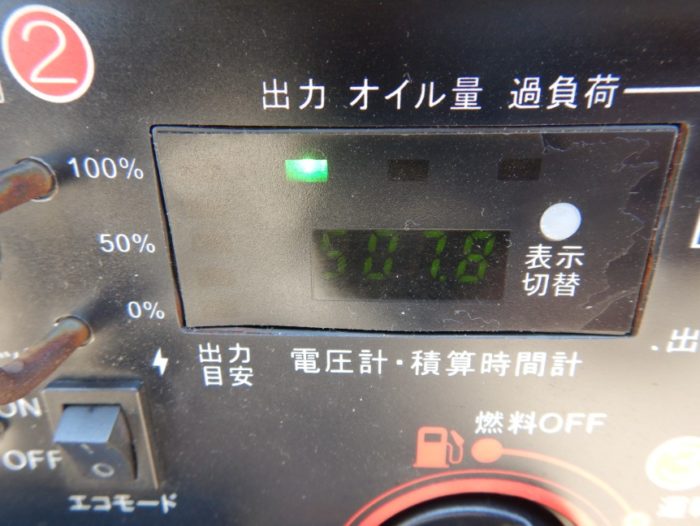 ②
出力 オイル量 過負荷
100%
50%
0%
507.8
表示
切替
出力
目安
電圧計・積算時間計
ON
OFF
エコモード
燃料OFF
出